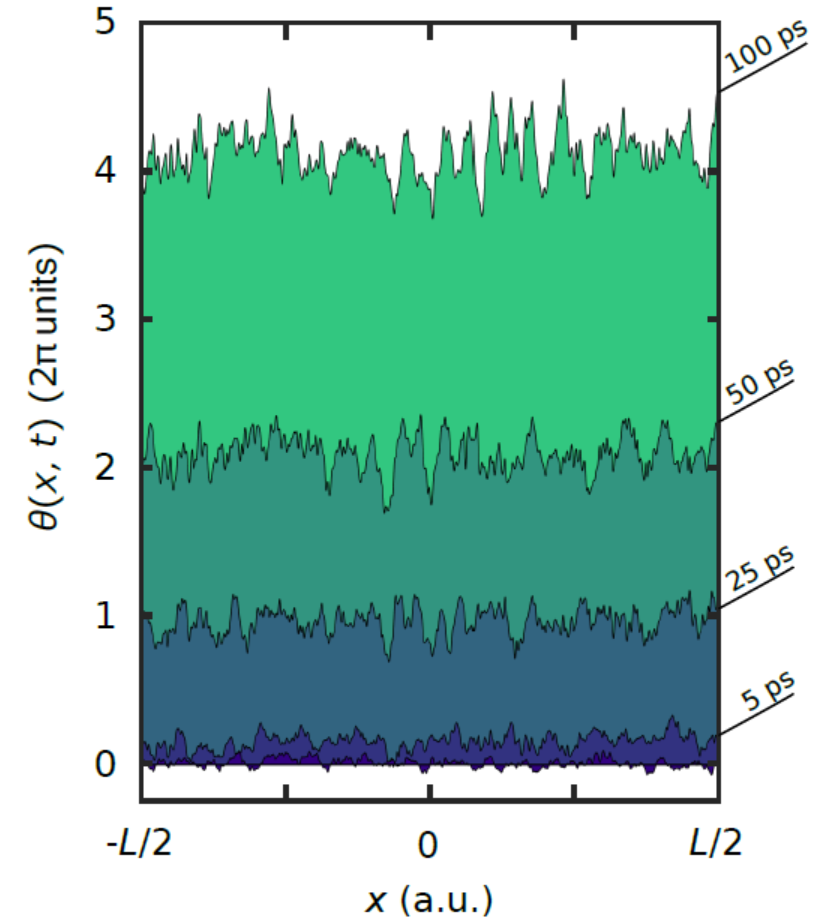 5
4
3
2
1
0
θ(x, t) (2π units)
100 ps
50 ps
25 ps
5 ps
-L/2
0
L/2
x (a.u.)